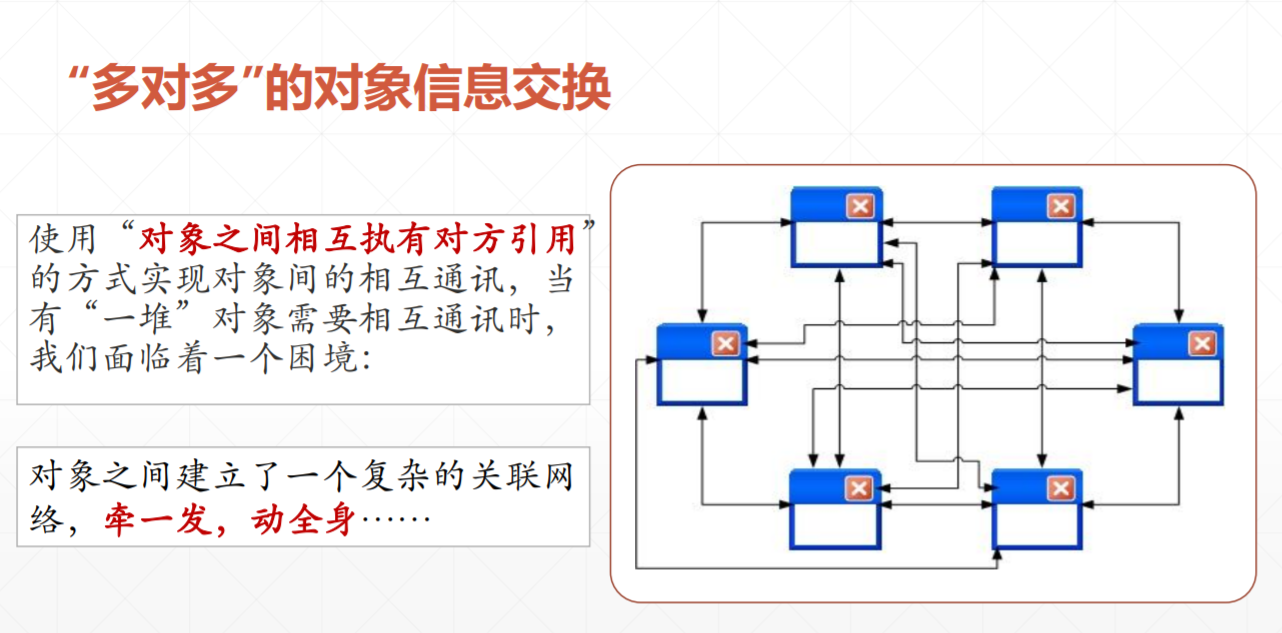 “多对多”的对象信息交换
使用“对象之间相互执有对方引用”
的方式实现对象间的相互通讯，当
有“一堆”对象需要相互通讯时，
我们面临着一个困境：
对象之间建立了一个复杂的关联网
络，牵一发，动全身……